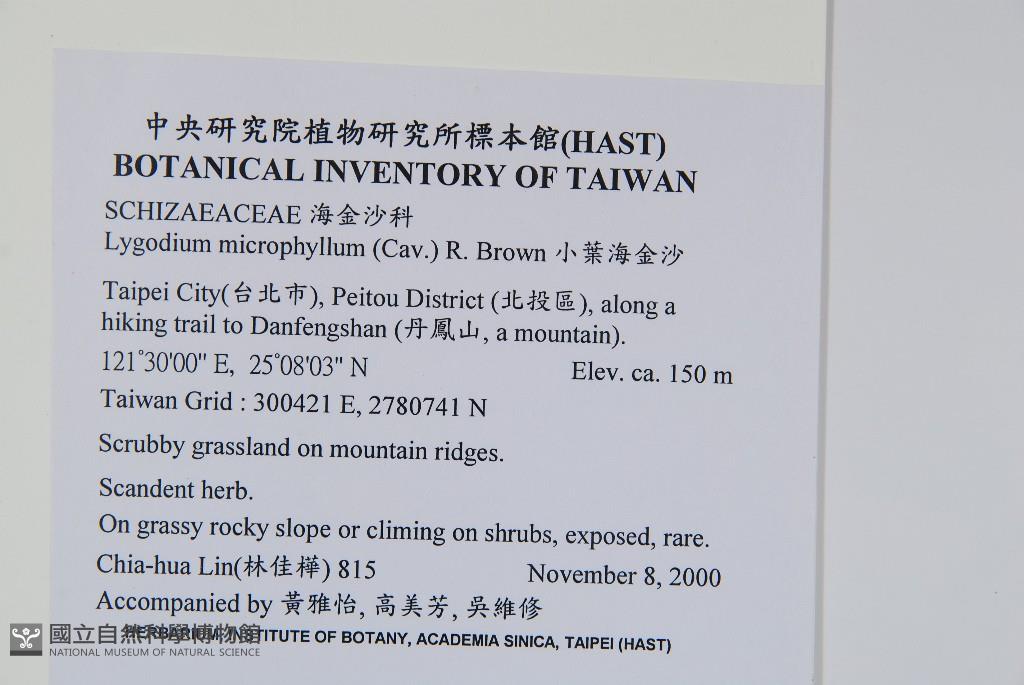 中央研究院植物研究所標本館(HAST)
BOTANICAL INVENTORY OF TAIWAN
SCHIZAEACEAE 海金沙科
Lygodium microphyllum (Cav.) R. Brown 小葉海金沙
Taipei City(台北市), Peitou District (北投區), along a
hiking trail to Danfengshan (丹鳳山, a mountain).
121°30'00" E, 25°08'03" N Elev. ca. 150 m
Taiwan Grid : 300421 E, 2780741 N
Scrubby grassland on mountain ridges.
Scandent herb.
On grassy rocky slope or climing on shrubs, exposed, rare.
Chia-hua Lin(林佳樺) 815 November 8, 2000
Accompanied by 黃雅怡, 高美芳, 吳維修
HERBARIUM, INSTITUTE OF BOTANY, ACADEMIA SINICA, TAIPEI (HAST)
國立自然科學博物館
NATIONAL MUSEUM OF NATURAL SCIENCE